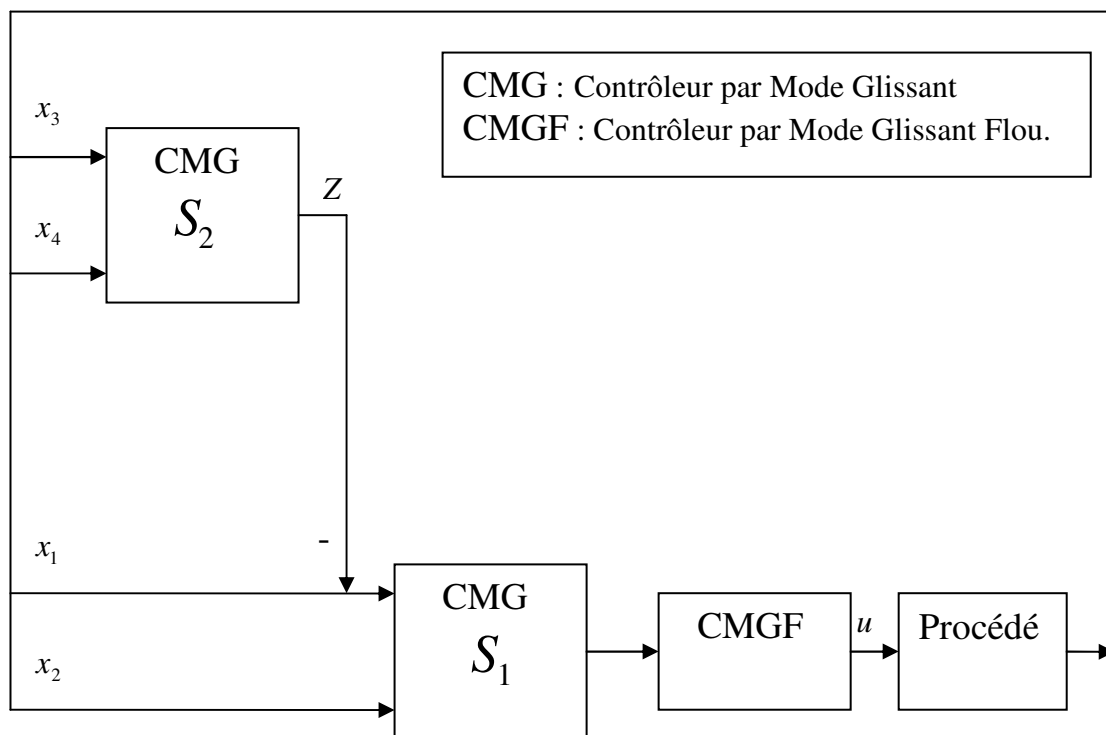 CMG : Contrôleur par Mode Glissant
CMGF : Contrôleur par Mode Glissant Flou.
x₃
CMG
S₂
Z
x₄
-
x₁
CMG
S₁
CMGF
u
Procédé
x₂